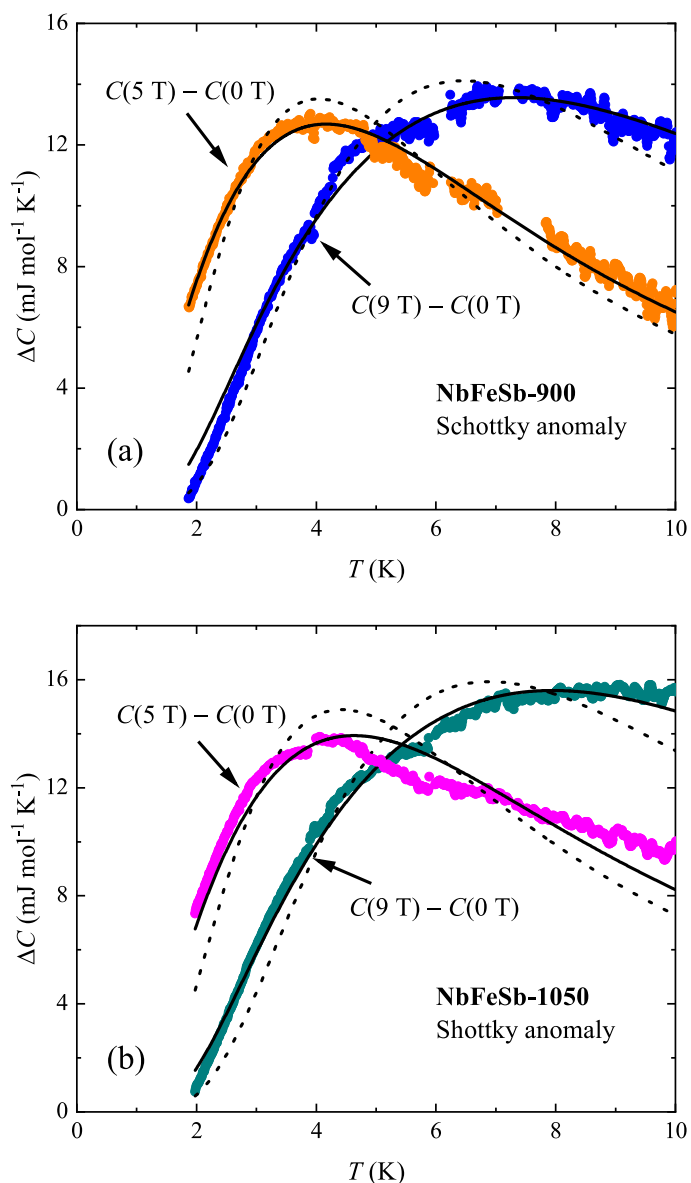 16
12
8
4
0
ΔC (mJ mol⁻¹ K⁻¹)
C(5 T) – C(0 T)
C(9 T) – C(0 T)
NbFeSb-900
Schottky anomaly
(a)
0 2 4 6 8 10
T (K)
16
12
8
4
0
ΔC (mJ mol⁻¹ K⁻¹)
C(5 T) – C(0 T)
C(9 T) – C(0 T)
NbFeSb-1050
Shottky anomaly
(b)
0 2 4 6 8 10
T (K)